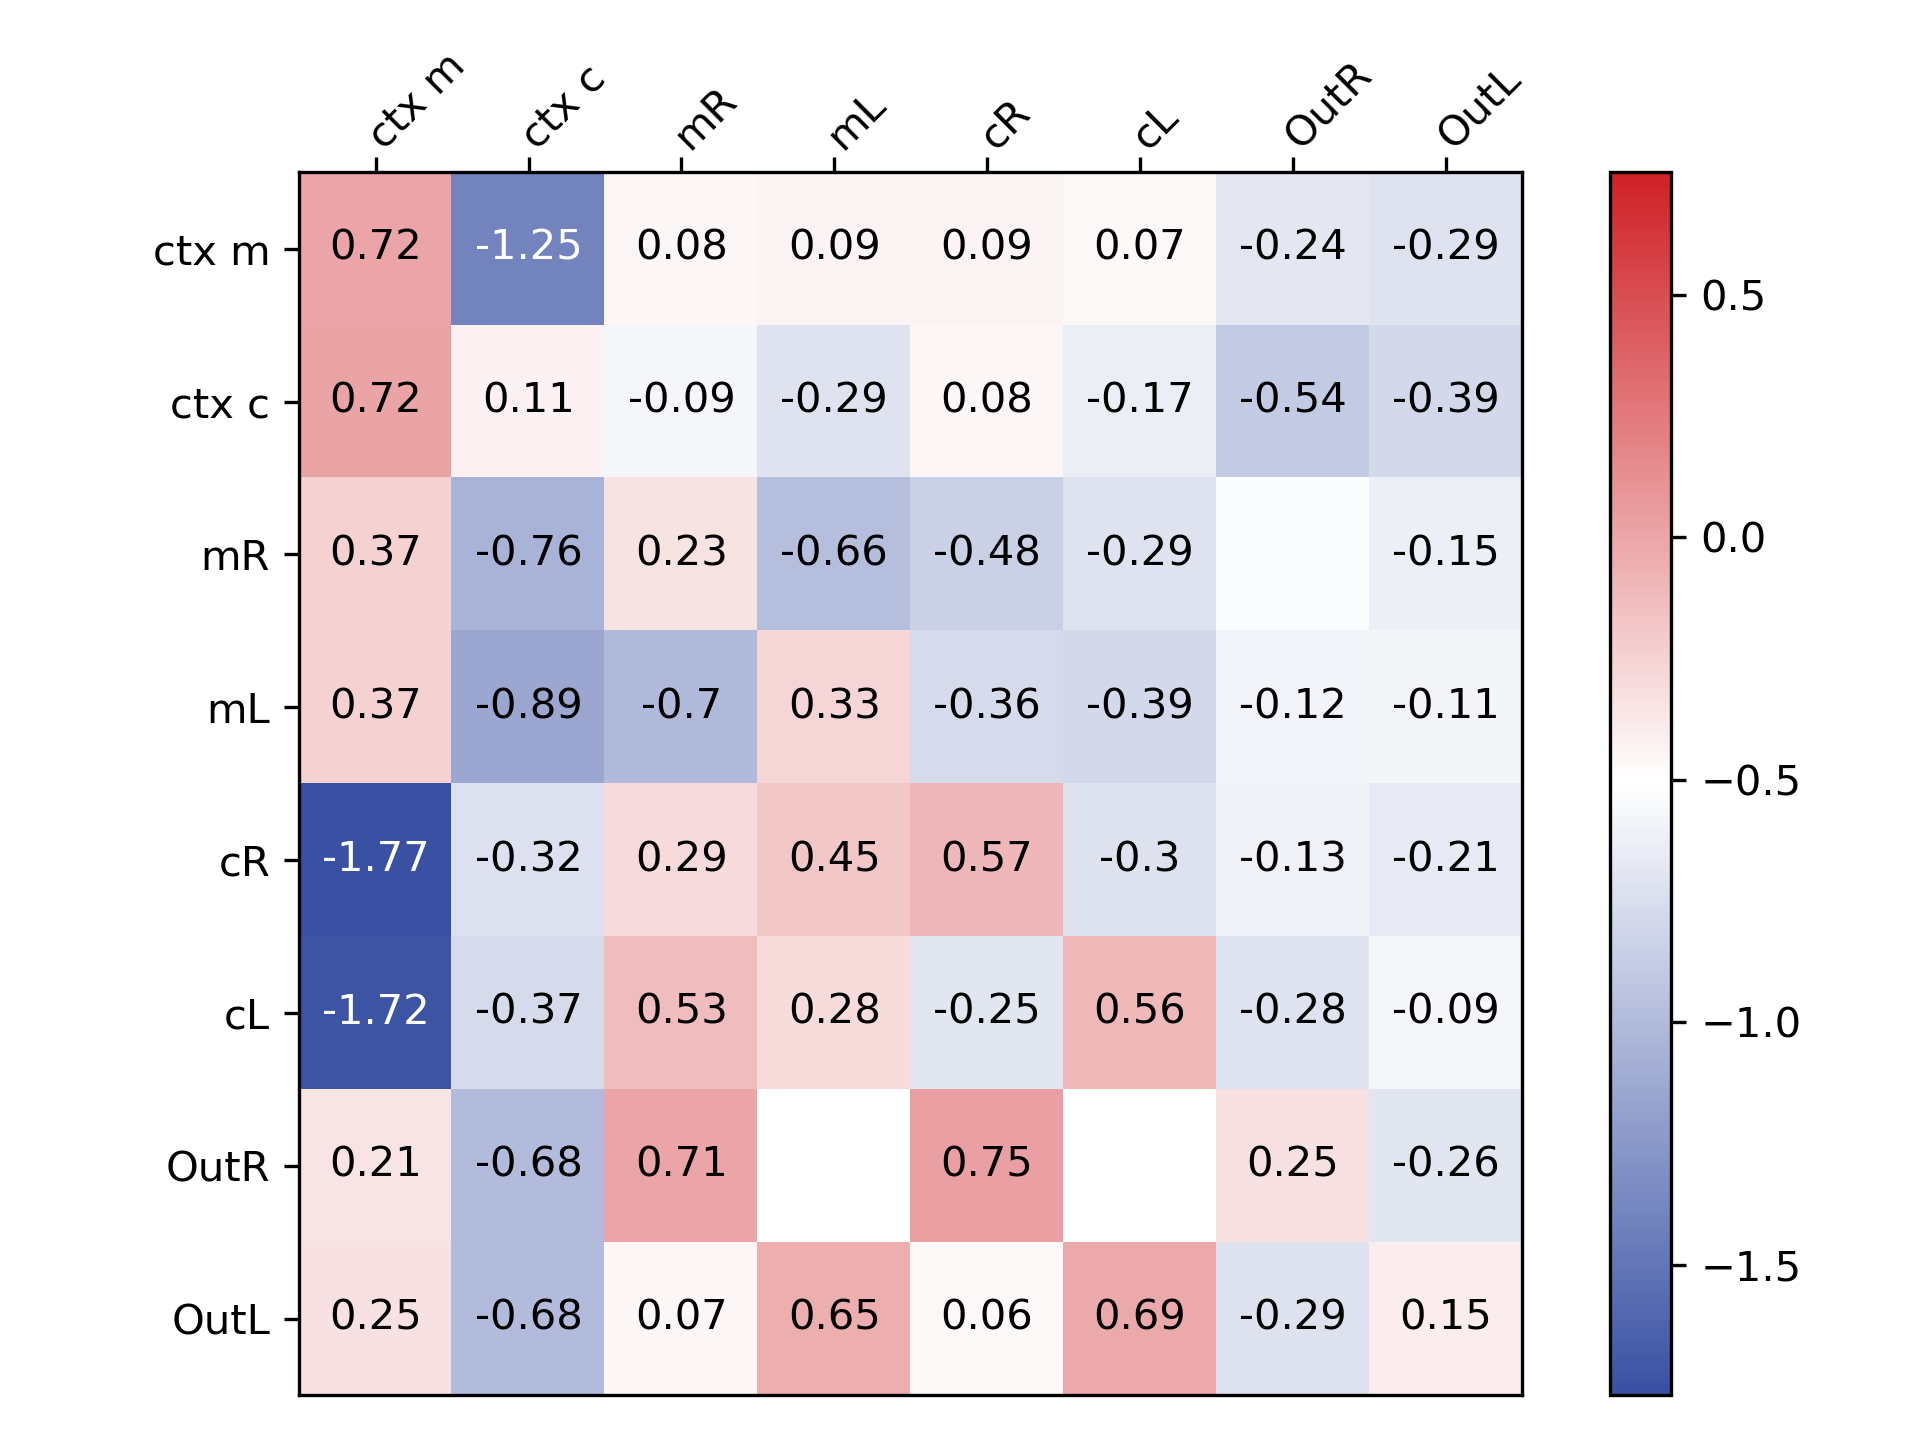 ctx m ctx c mR mL cR cL OutR OutL
ctx m 0.72 -1.25 0.08 0.09 0.09 0.07 -0.24 -0.29
ctx c 0.72 0.11 -0.09 -0.29 0.08 -0.17 -0.54 -0.39
mR 0.37 -0.76 0.23 -0.66 -0.48 -0.29 -0.15
mL 0.37 -0.89 -0.7 0.33 -0.36 -0.39 -0.12 -0.11
cR -1.77 -0.32 0.29 0.45 0.57 -0.3 -0.13 -0.21
cL -1.72 -0.37 0.53 0.28 -0.25 0.56 -0.28 -0.09
OutR 0.21 -0.68 0.71 0.75 0.25 -0.26
OutL 0.25 -0.68 0.07 0.65 0.06 0.69 -0.29 0.15
0.5
0.0
−0.5
−1.0
−1.5